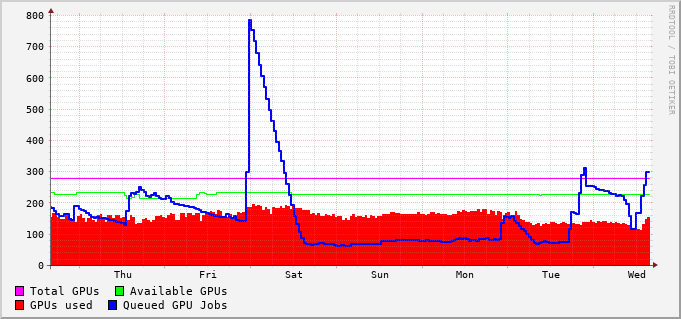 800
700
600
500
400
300
200
100
0
Thu Fri Sat Sun Mon Tue Wed
Total GPUs Available GPUs
GPUs used Queued GPU Jobs
RRDTOOL / TOBI OETIKER